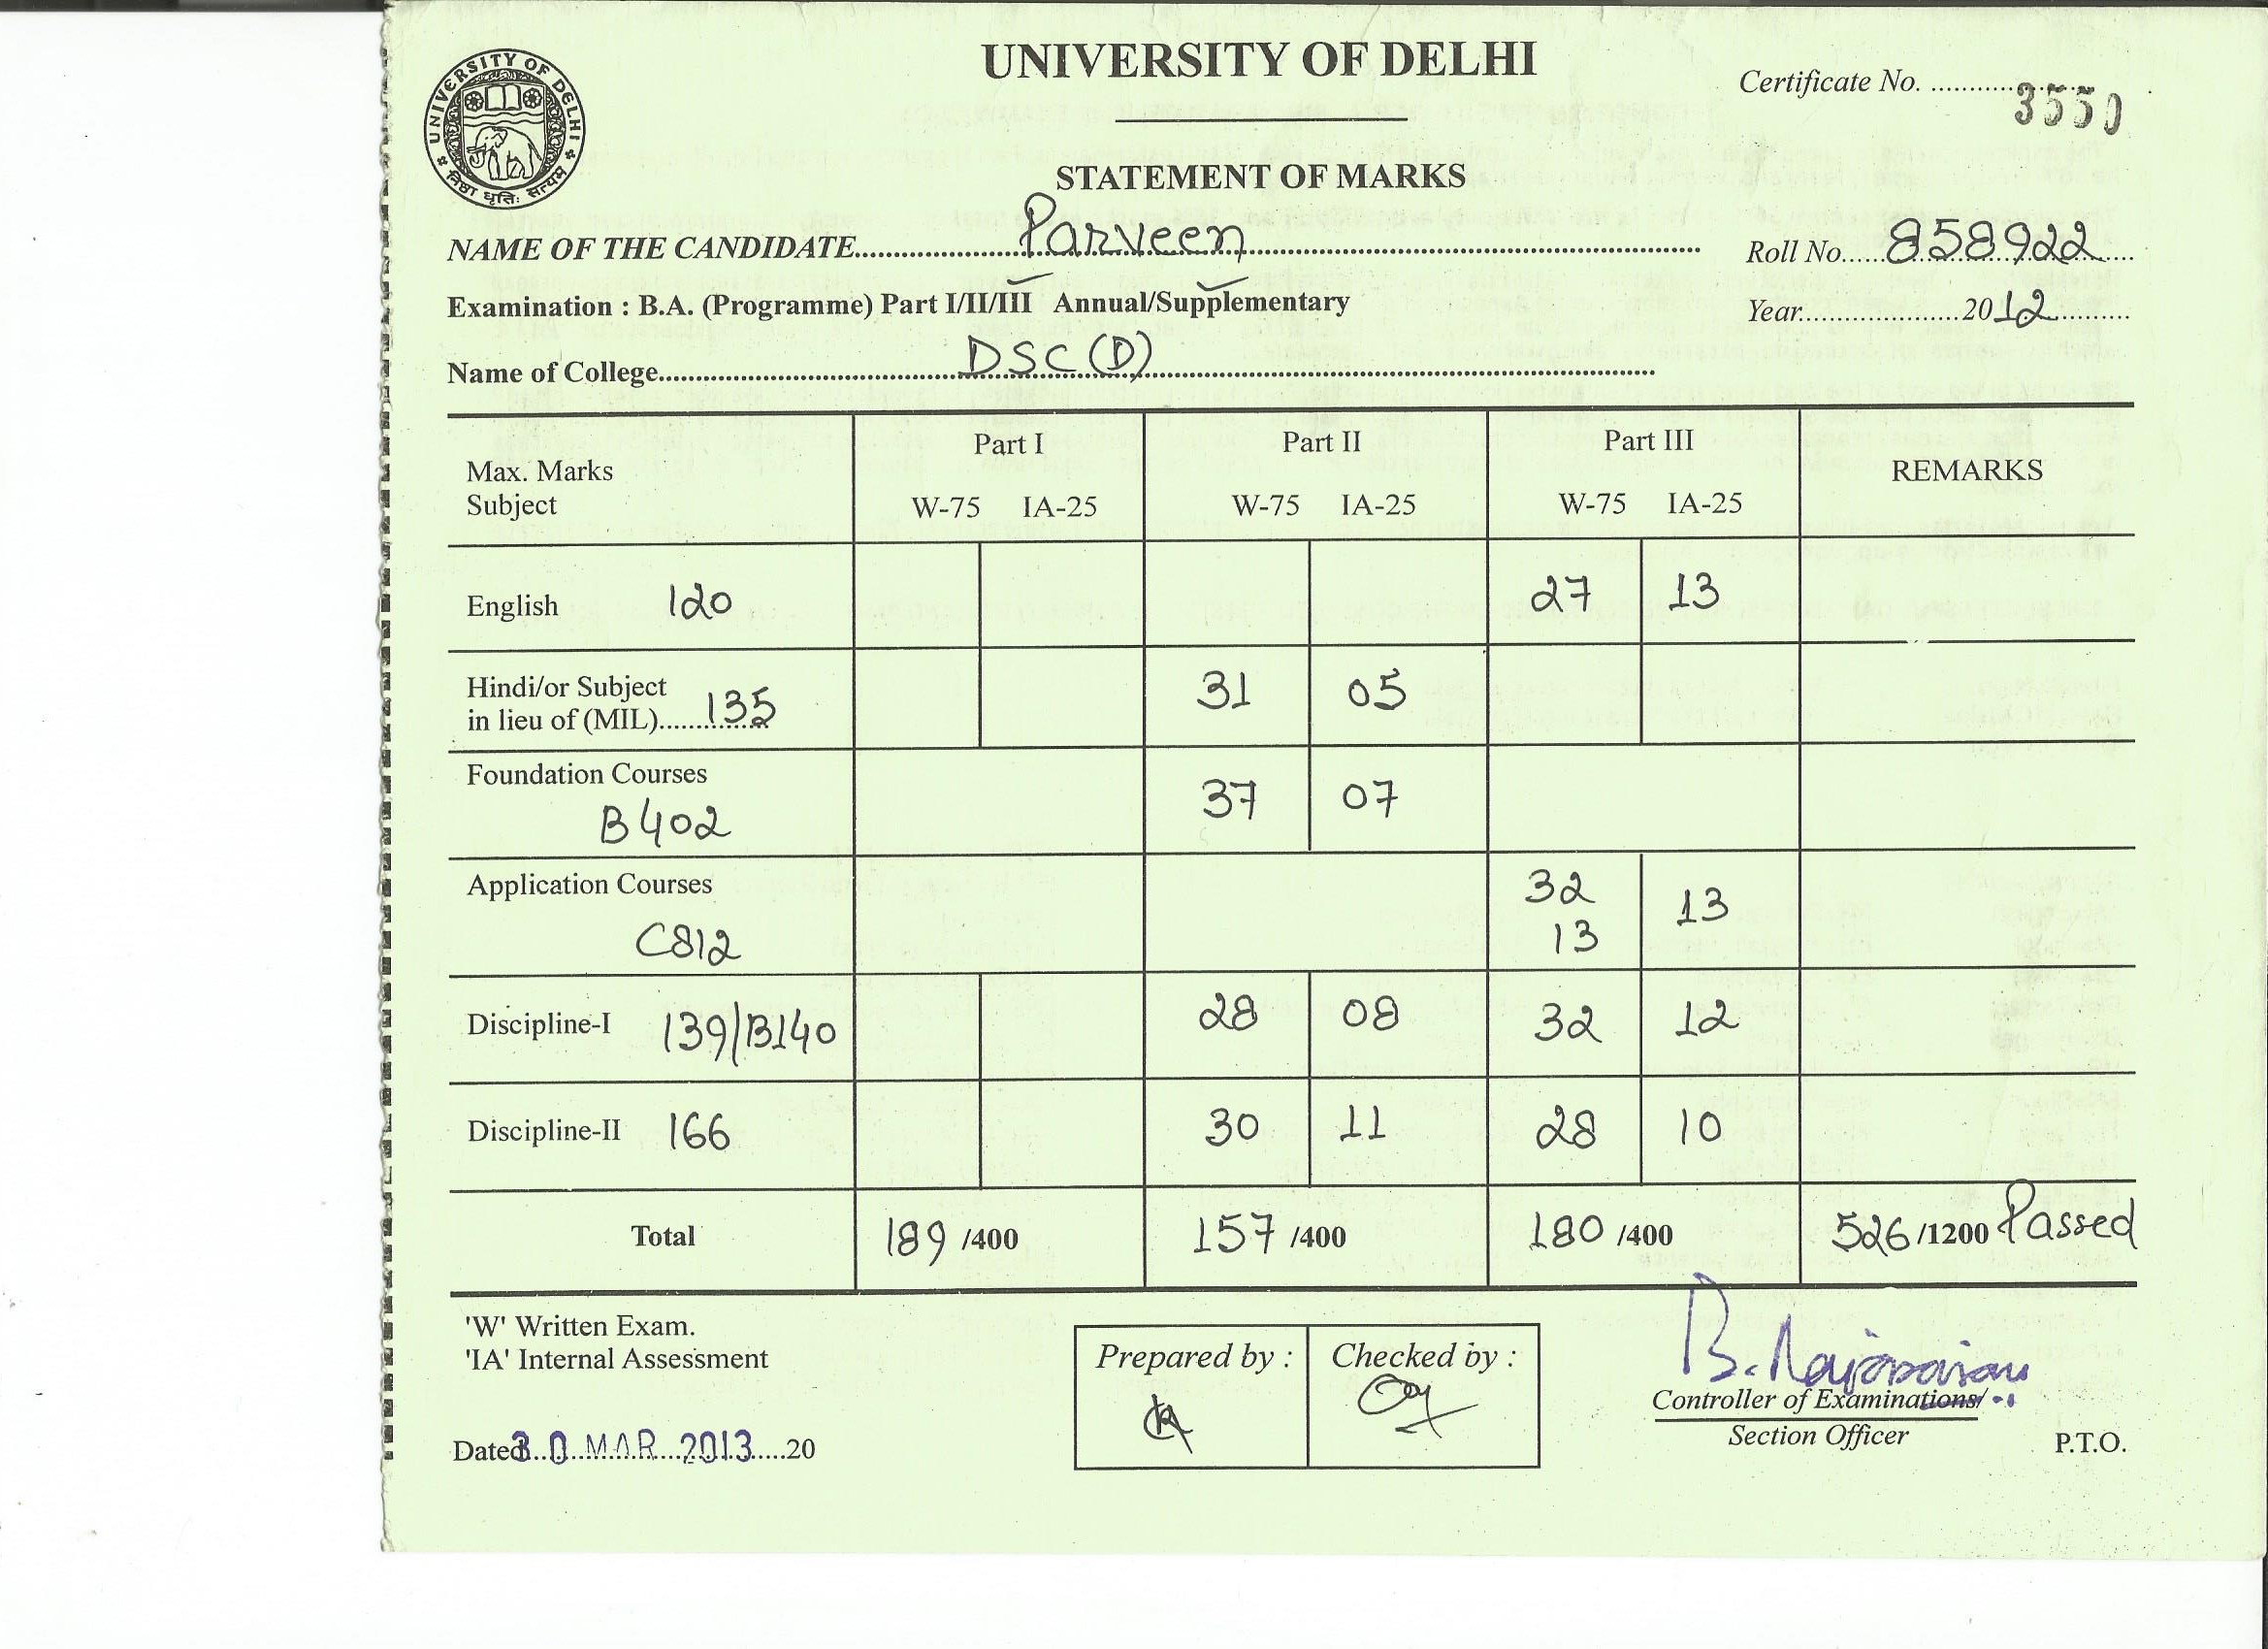 UNIVERSITY OF DELHI
UNIVERSITY OF DELHI
निष्ठा धृतिः सत्यम्
Certificate No. .................... 3550
STATEMENT OF MARKS
NAME OF THE CANDIDATE.........Parveen.........
Roll No.....858922....
Examination : B.A. (Programme) Part I/II/III Annual/Supplementary
Year....................2012..........
Name of College.........DSC (D).........
Max. Marks
Subject
Part I
W-75 IA-25
Part II
W-75 IA-25
Part III
W-75 IA-25
REMARKS
English 120 27 13
Hindi/or Subject
in lieu of (MIL)....135 31 05
Foundation Courses
B402 37 07
Application Courses 32 13
C812 13
Discipline-I 139/B140 28 08 32 12
Discipline-II 166 30 11 28 10
Total 189 /400 157 /400 180 /400 526 /1200 Passed
'W' Written Exam.
'IA' Internal Assessment
Dated..30 MAR 2013.....20
Prepared by :
Checked by :
Controller of Examinations/
Section Officer
P.T.O.